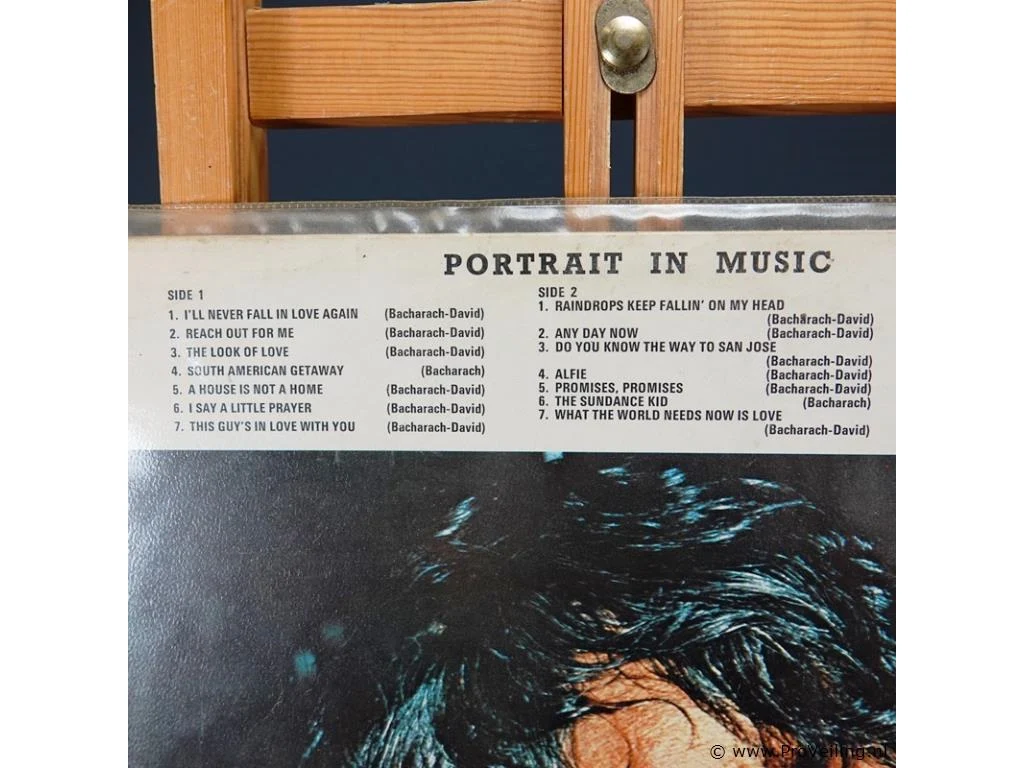 PORTRAIT IN MUSIC
SIDE 1
1. I'LL NEVER FALL IN LOVE AGAIN (Bacharach-David)
2. REACH OUT FOR ME (Bacharach-David)
3. THE LOOK OF LOVE (Bacharach-David)
4. SOUTH AMERICAN GETAWAY (Bacharach)
5. A HOUSE IS NOT A HOME (Bacharach-David)
6. I SAY A LITTLE PRAYER (Bacharach-David)
7. THIS GUY'S IN LOVE WITH YOU (Bacharach-David)
SIDE 2
1. RAINDROPS KEEP FALLIN' ON MY HEAD
(Bacharach-David)
2. ANY DAY NOW (Bacharach-David)
3. DO YOU KNOW THE WAY TO SAN JOSE
(Bacharach-David)
4. ALFIE (Bacharach-David)
5. PROMISES, PROMISES (Bacharach-David)
6. THE SUNDANCE KID (Bacharach)
7. WHAT THE WORLD NEEDS NOW IS LOVE
(Bacharach-David)
© www.ProVeiling.nl